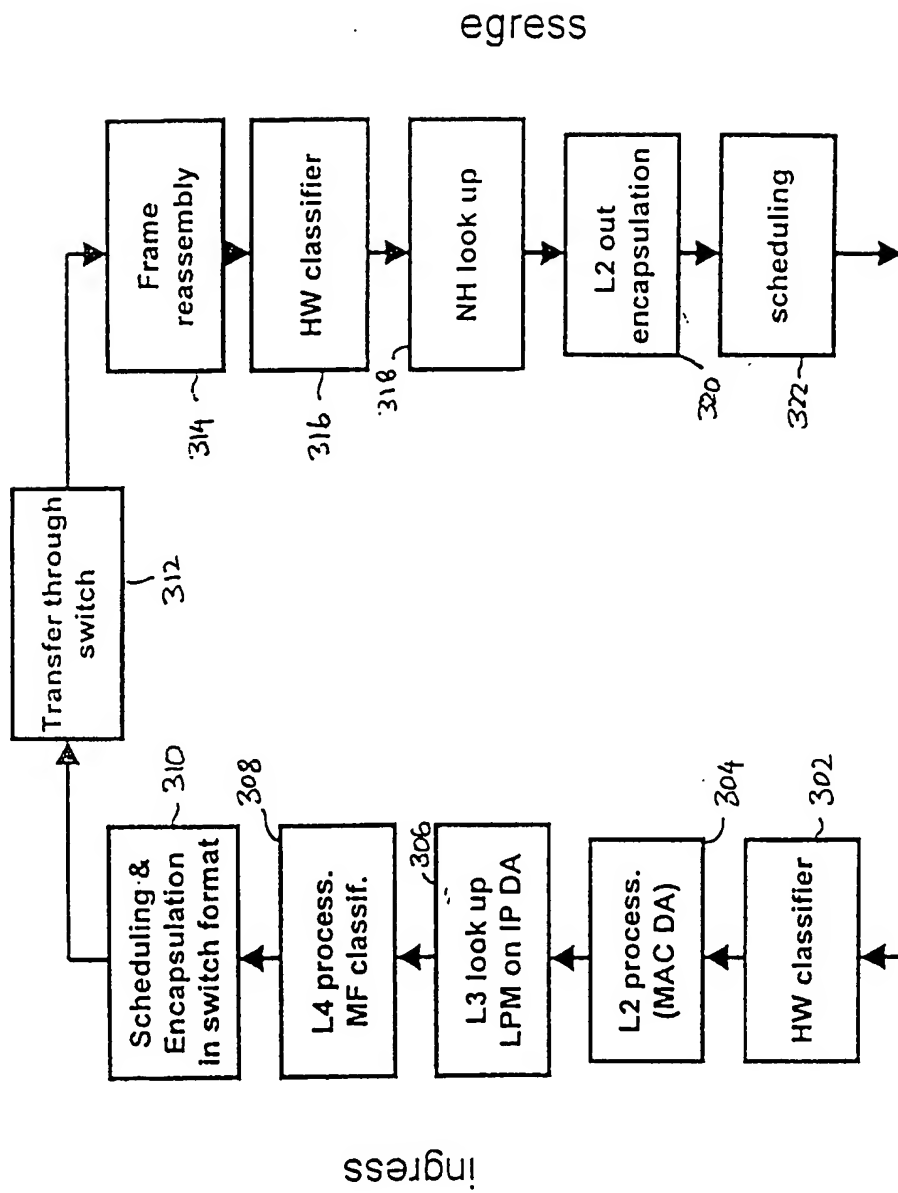 ingress
HW classifier
302
L2 process.
(MAC DA)
304
L3 look up
LPM on IP DA
306
L4 process.
MF classif.
308
Scheduling &
Encapsulation
in switch format
310
Transfer through
switch
312
egress
Frame
reassembly
314
HW classifier
316
NH look up
318
L2 out
encapsulation
320
scheduling
322